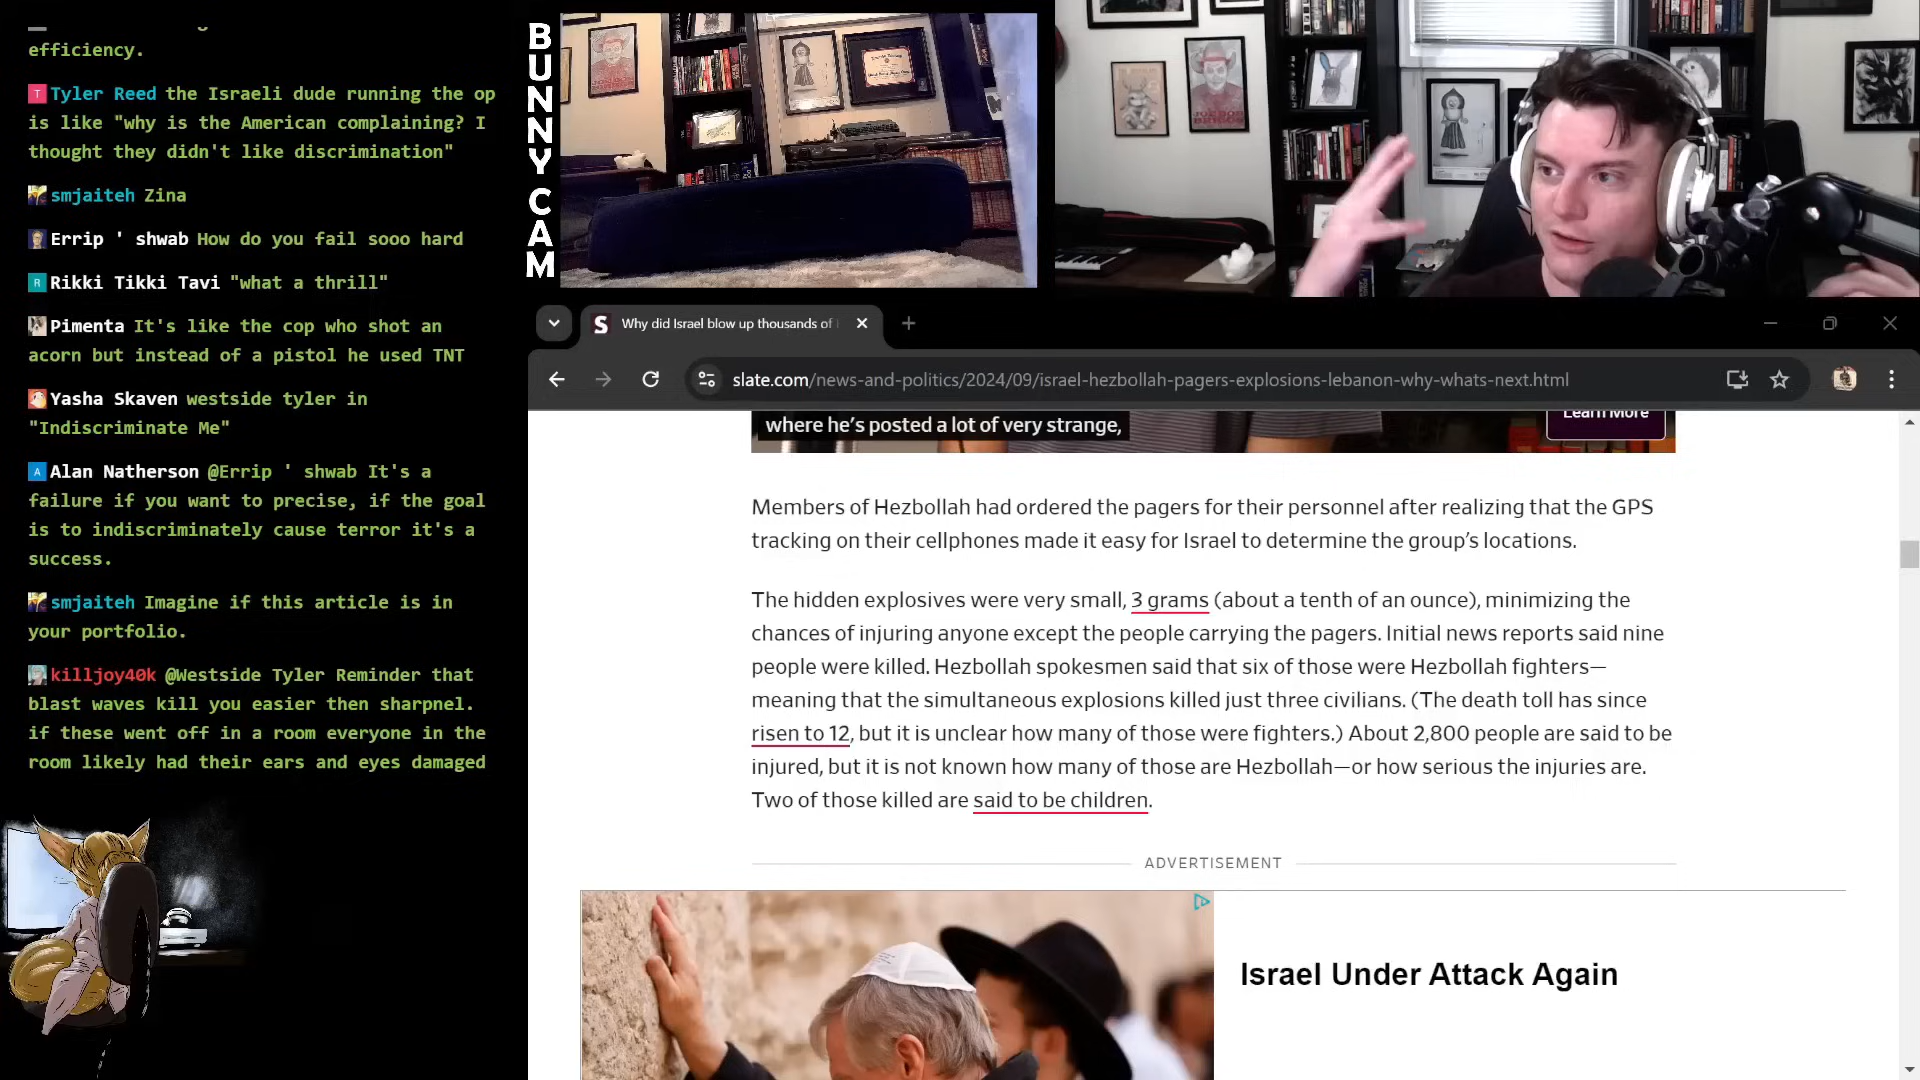 efficiency.
Tyler Reed the Israeli dude running the op
is like "why is the American complaining? I
thought they didn't like discrimination"
smjaiteh Zina
Errip ' shwab How do you fail sooo hard
R Rikki Tikki Tavi "what a thrill"
Pimenta It's like the cop who shot an
acorn but instead of a pistol he used TNT
Yasha Skaven westside tyler in
"Indiscriminate Me"
A Alan Natherson @Errip ' shwab It's a
failure if you want to precise, if the goal
is to indiscriminately cause terror it's a
success.
smjaiteh Imagine if this article is in
your portfolio.
killjoy40k @Westside Tyler Reminder that
blast waves kill you easier then sharpnel.
if these went off in a room everyone in the
room likely had their ears and eyes damaged
BUNNY CAM
S Why did Israel blow up thousands of
slate.com/news-and-politics/2024/09/israel-hezbollah-pagers-explosions-lebanon-why-whats-next.html
where he's posted a lot of very strange,
Learn More
Members of Hezbollah had ordered the pagers for their personnel after realizing that the GPS
tracking on their cellphones made it easy for Israel to determine the group's locations.
The hidden explosives were very small, 3 grams (about a tenth of an ounce), minimizing the
chances of injuring anyone except the people carrying the pagers. Initial news reports said nine
people were killed. Hezbollah spokesmen said that six of those were Hezbollah fighters—
meaning that the simultaneous explosions killed just three civilians. (The death toll has since
risen to 12, but it is unclear how many of those were fighters.) About 2,800 people are said to be
injured, but it is not known how many of those are Hezbollah—or how serious the injuries are.
Two of those killed are said to be children.
ADVERTISEMENT
Israel Under Attack Again